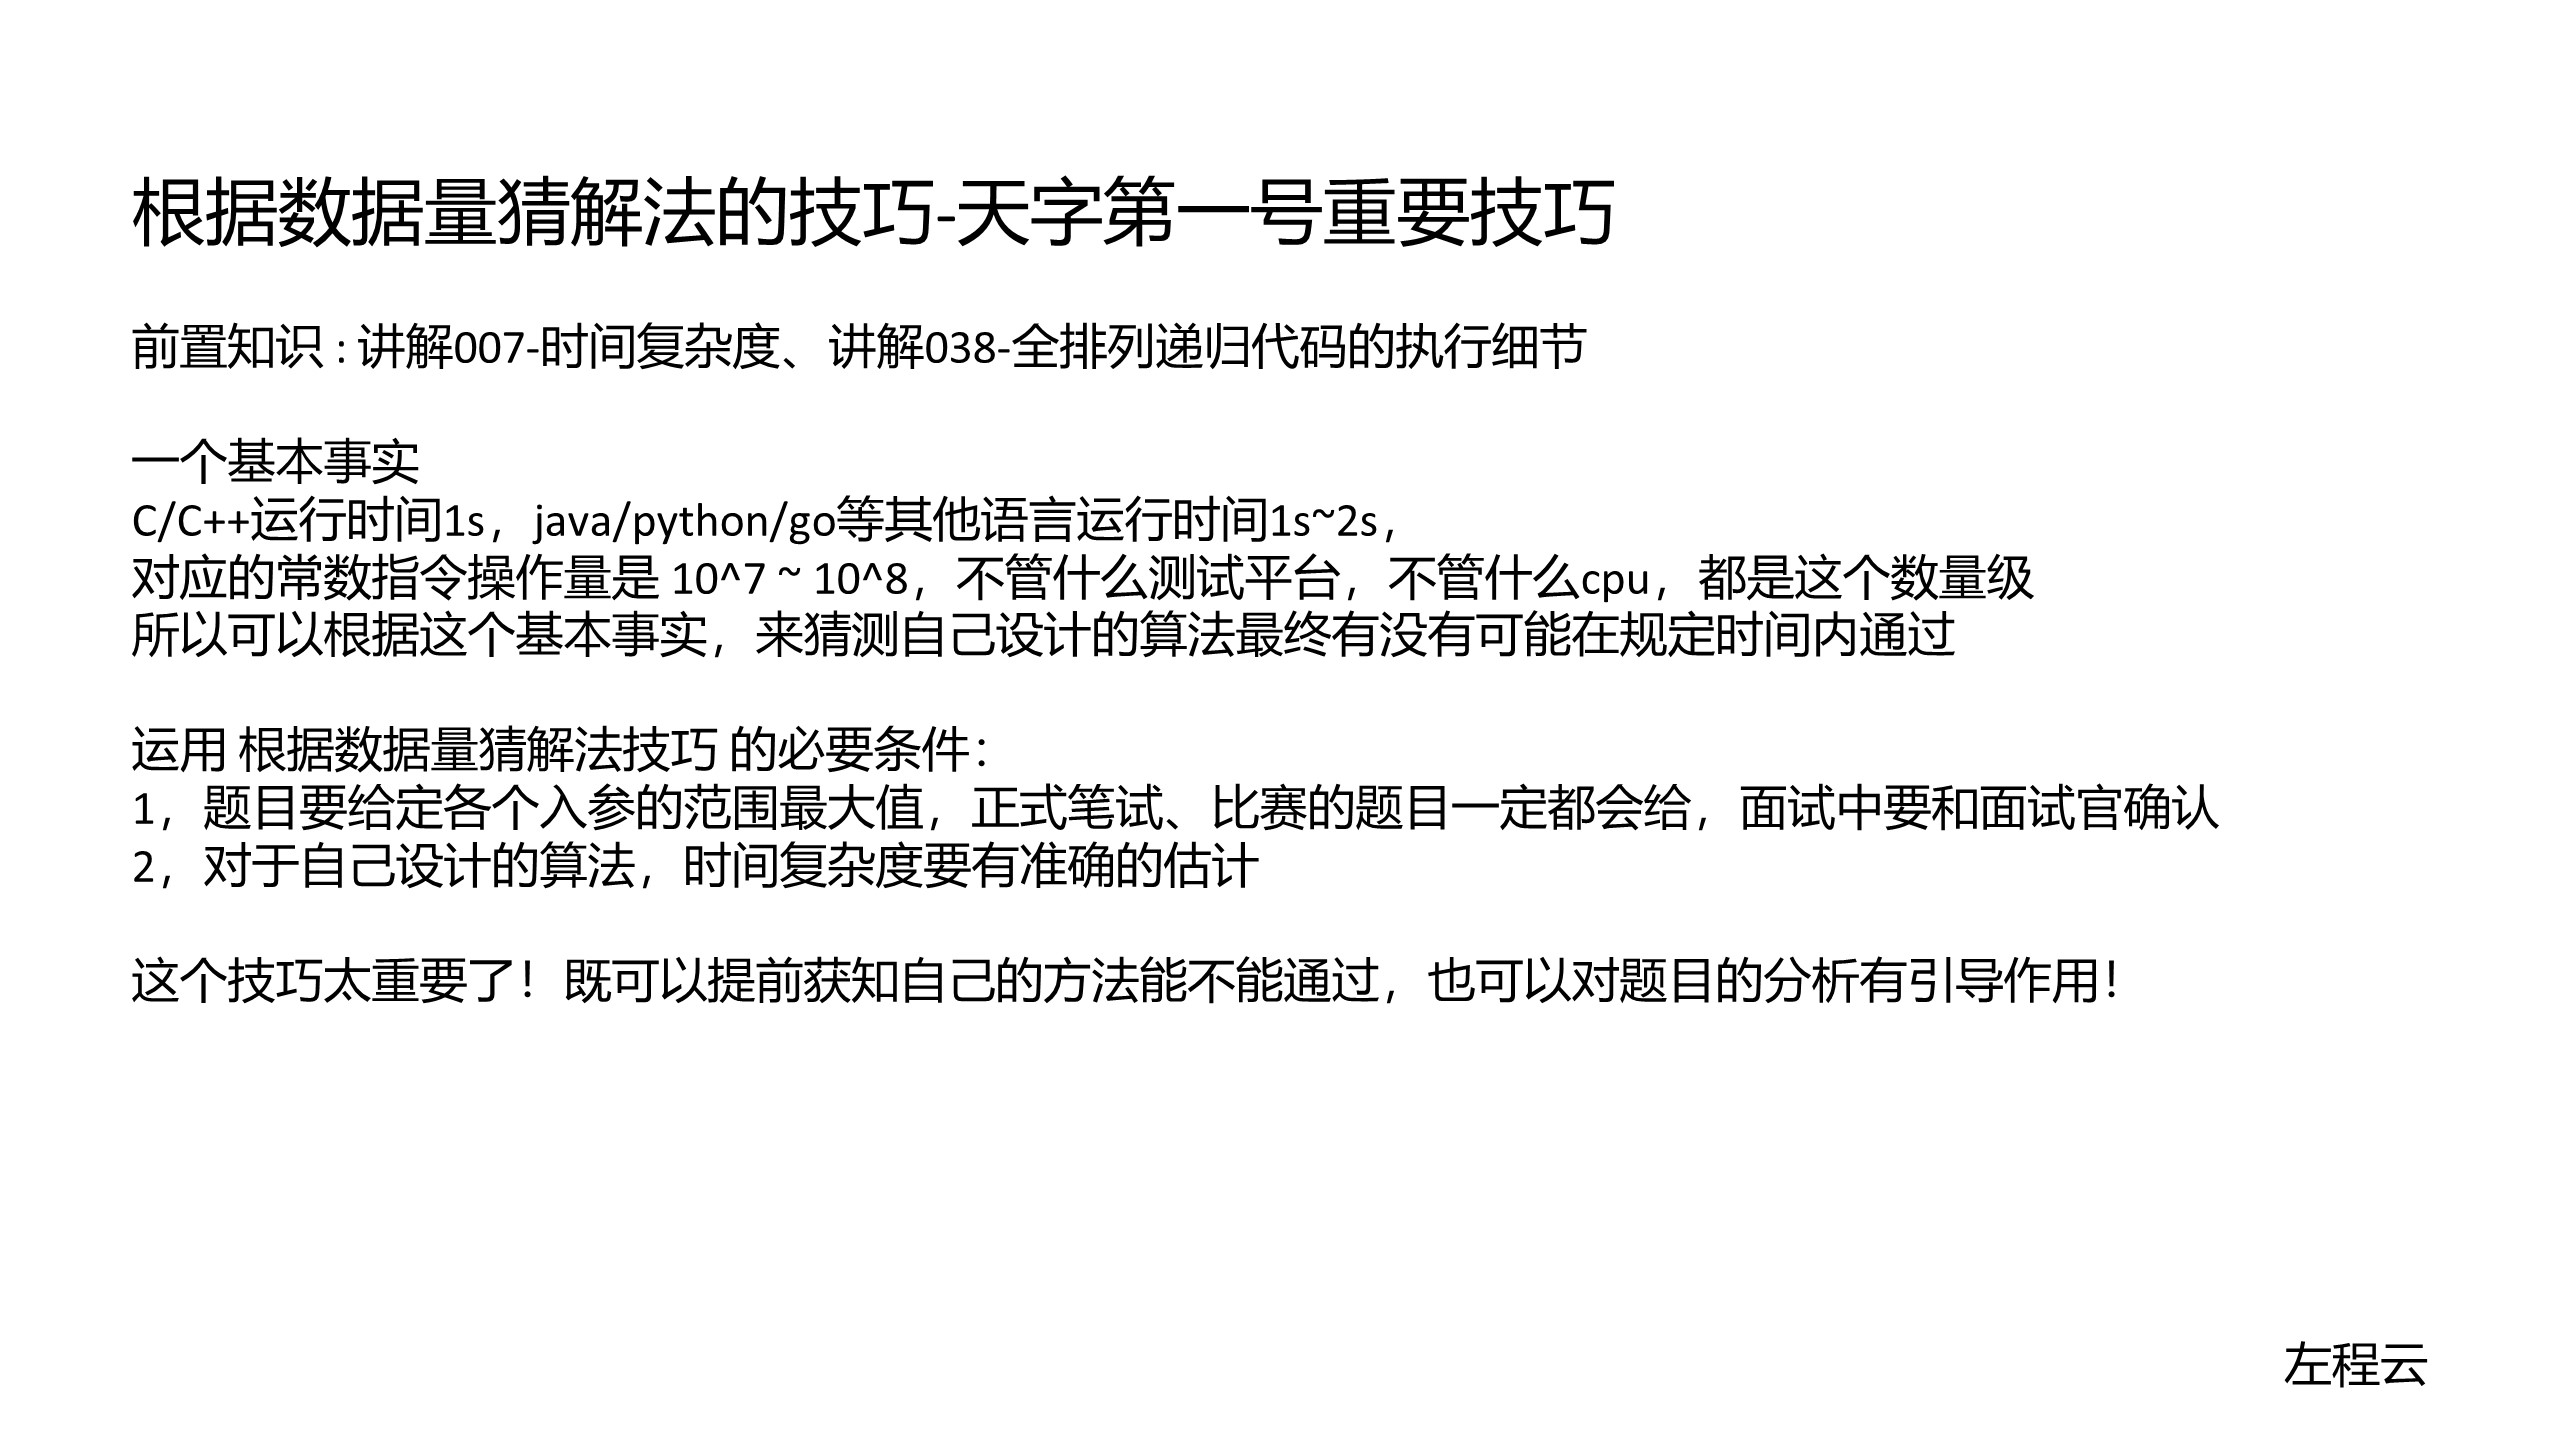 根据数据量猜解法的技巧-天字第一号重要技巧
前置知识 : 讲解007-时间复杂度、讲解038-全排列递归代码的执行细节
一个基本事实
C/C++运行时间1s，java/python/go等其他语言运行时间1s~2s，
对应的常数指令操作量是 10^7 ~ 10^8，不管什么测试平台，不管什么cpu，都是这个数量级
所以可以根据这个基本事实，来猜测自己设计的算法最终有没有可能在规定时间内通过
运用 根据数据量猜解法技巧 的必要条件：
1，题目要给定各个入参的范围最大值，正式笔试、比赛的题目一定都会给，面试中要和面试官确认
2，对于自己设计的算法，时间复杂度要有准确的估计
这个技巧太重要了！既可以提前获知自己的方法能不能通过，也可以对题目的分析有引导作用！
左程云